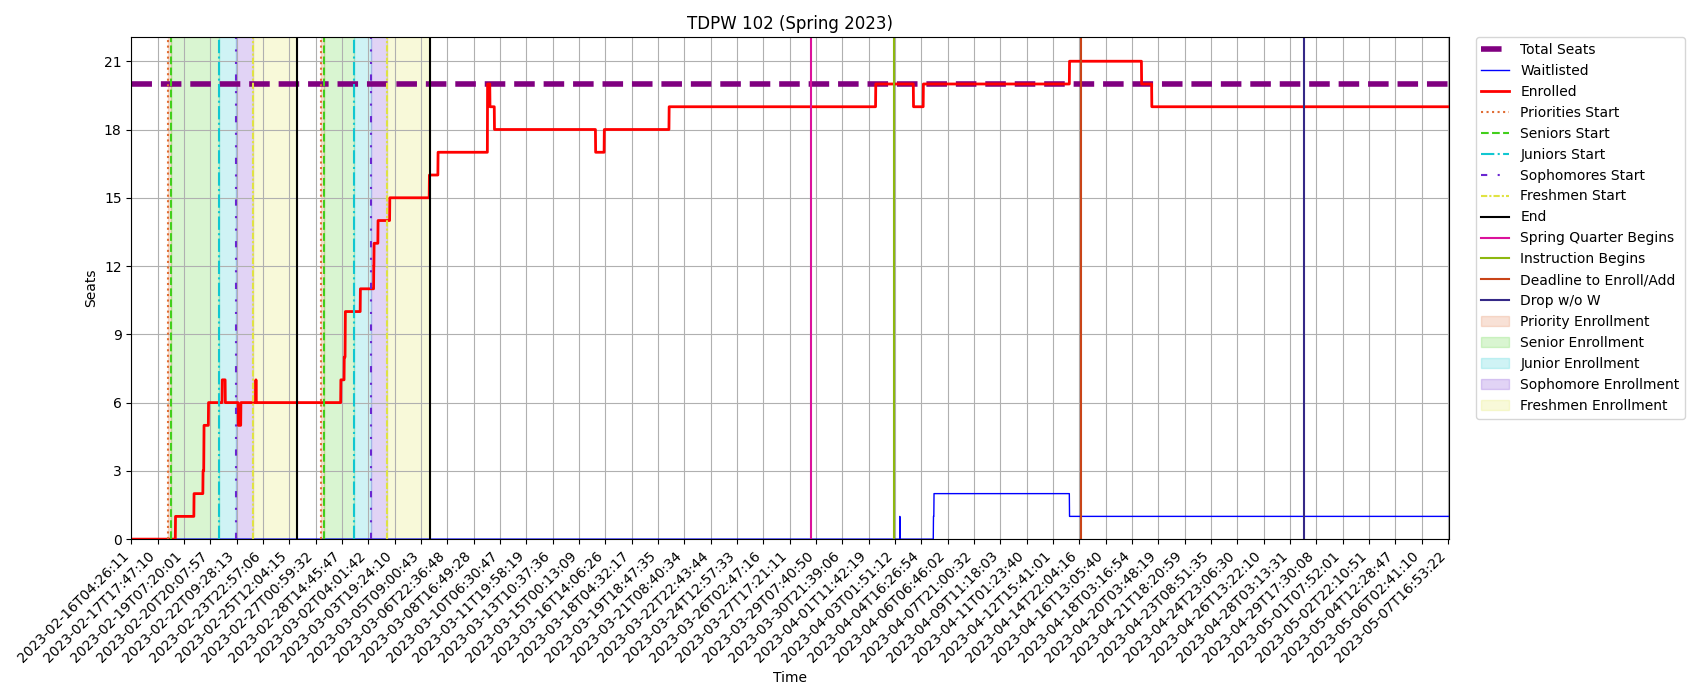 TDPW 102 (Spring 2023)
Seats
21
18
15
12
9
6
3
0
2023-02-16T04:26:11
2023-02-17T17:47:10
2023-02-19T07:20:01
2023-02-20T20:07:57
2023-02-22T09:28:13
2023-02-23T22:57:06
2023-02-25T12:04:15
2023-02-27T00:59:32
2023-02-28T14:45:47
2023-03-02T04:01:42
2023-03-03T19:24:10
2023-03-05T09:00:43
2023-03-06T22:36:48
2023-03-08T16:49:28
2023-03-10T06:30:47
2023-03-11T19:58:19
2023-03-13T10:37:36
2023-03-15T00:13:09
2023-03-16T14:06:26
2023-03-18T04:32:17
2023-03-19T18:47:35
2023-03-21T08:40:34
2023-03-22T22:43:44
2023-03-24T12:57:33
2023-03-26T02:47:16
2023-03-27T17:21:11
2023-03-29T07:40:50
2023-03-30T21:39:06
2023-04-01T11:42:19
2023-04-03T01:51:12
2023-04-04T16:26:54
2023-04-06T06:46:02
2023-04-07T21:00:32
2023-04-09T11:18:03
2023-04-11T01:23:40
2023-04-12T15:41:01
2023-04-14T22:04:16
2023-04-16T13:05:40
2023-04-18T03:16:54
2023-04-20T03:48:19
2023-04-21T18:20:59
2023-04-23T08:51:35
2023-04-24T23:06:30
2023-04-26T13:22:10
2023-04-28T03:13:31
2023-04-29T17:30:08
2023-05-01T07:52:01
2023-05-02T22:10:51
2023-05-04T12:28:47
2023-05-06T02:41:10
2023-05-07T16:53:22
Time
Total Seats
Waitlisted
Enrolled
Priorities Start
Seniors Start
Juniors Start
Sophomores Start
Freshmen Start
End
Spring Quarter Begins
Instruction Begins
Deadline to Enroll/Add
Drop w/o W
Priority Enrollment
Senior Enrollment
Junior Enrollment
Sophomore Enrollment
Freshmen Enrollment